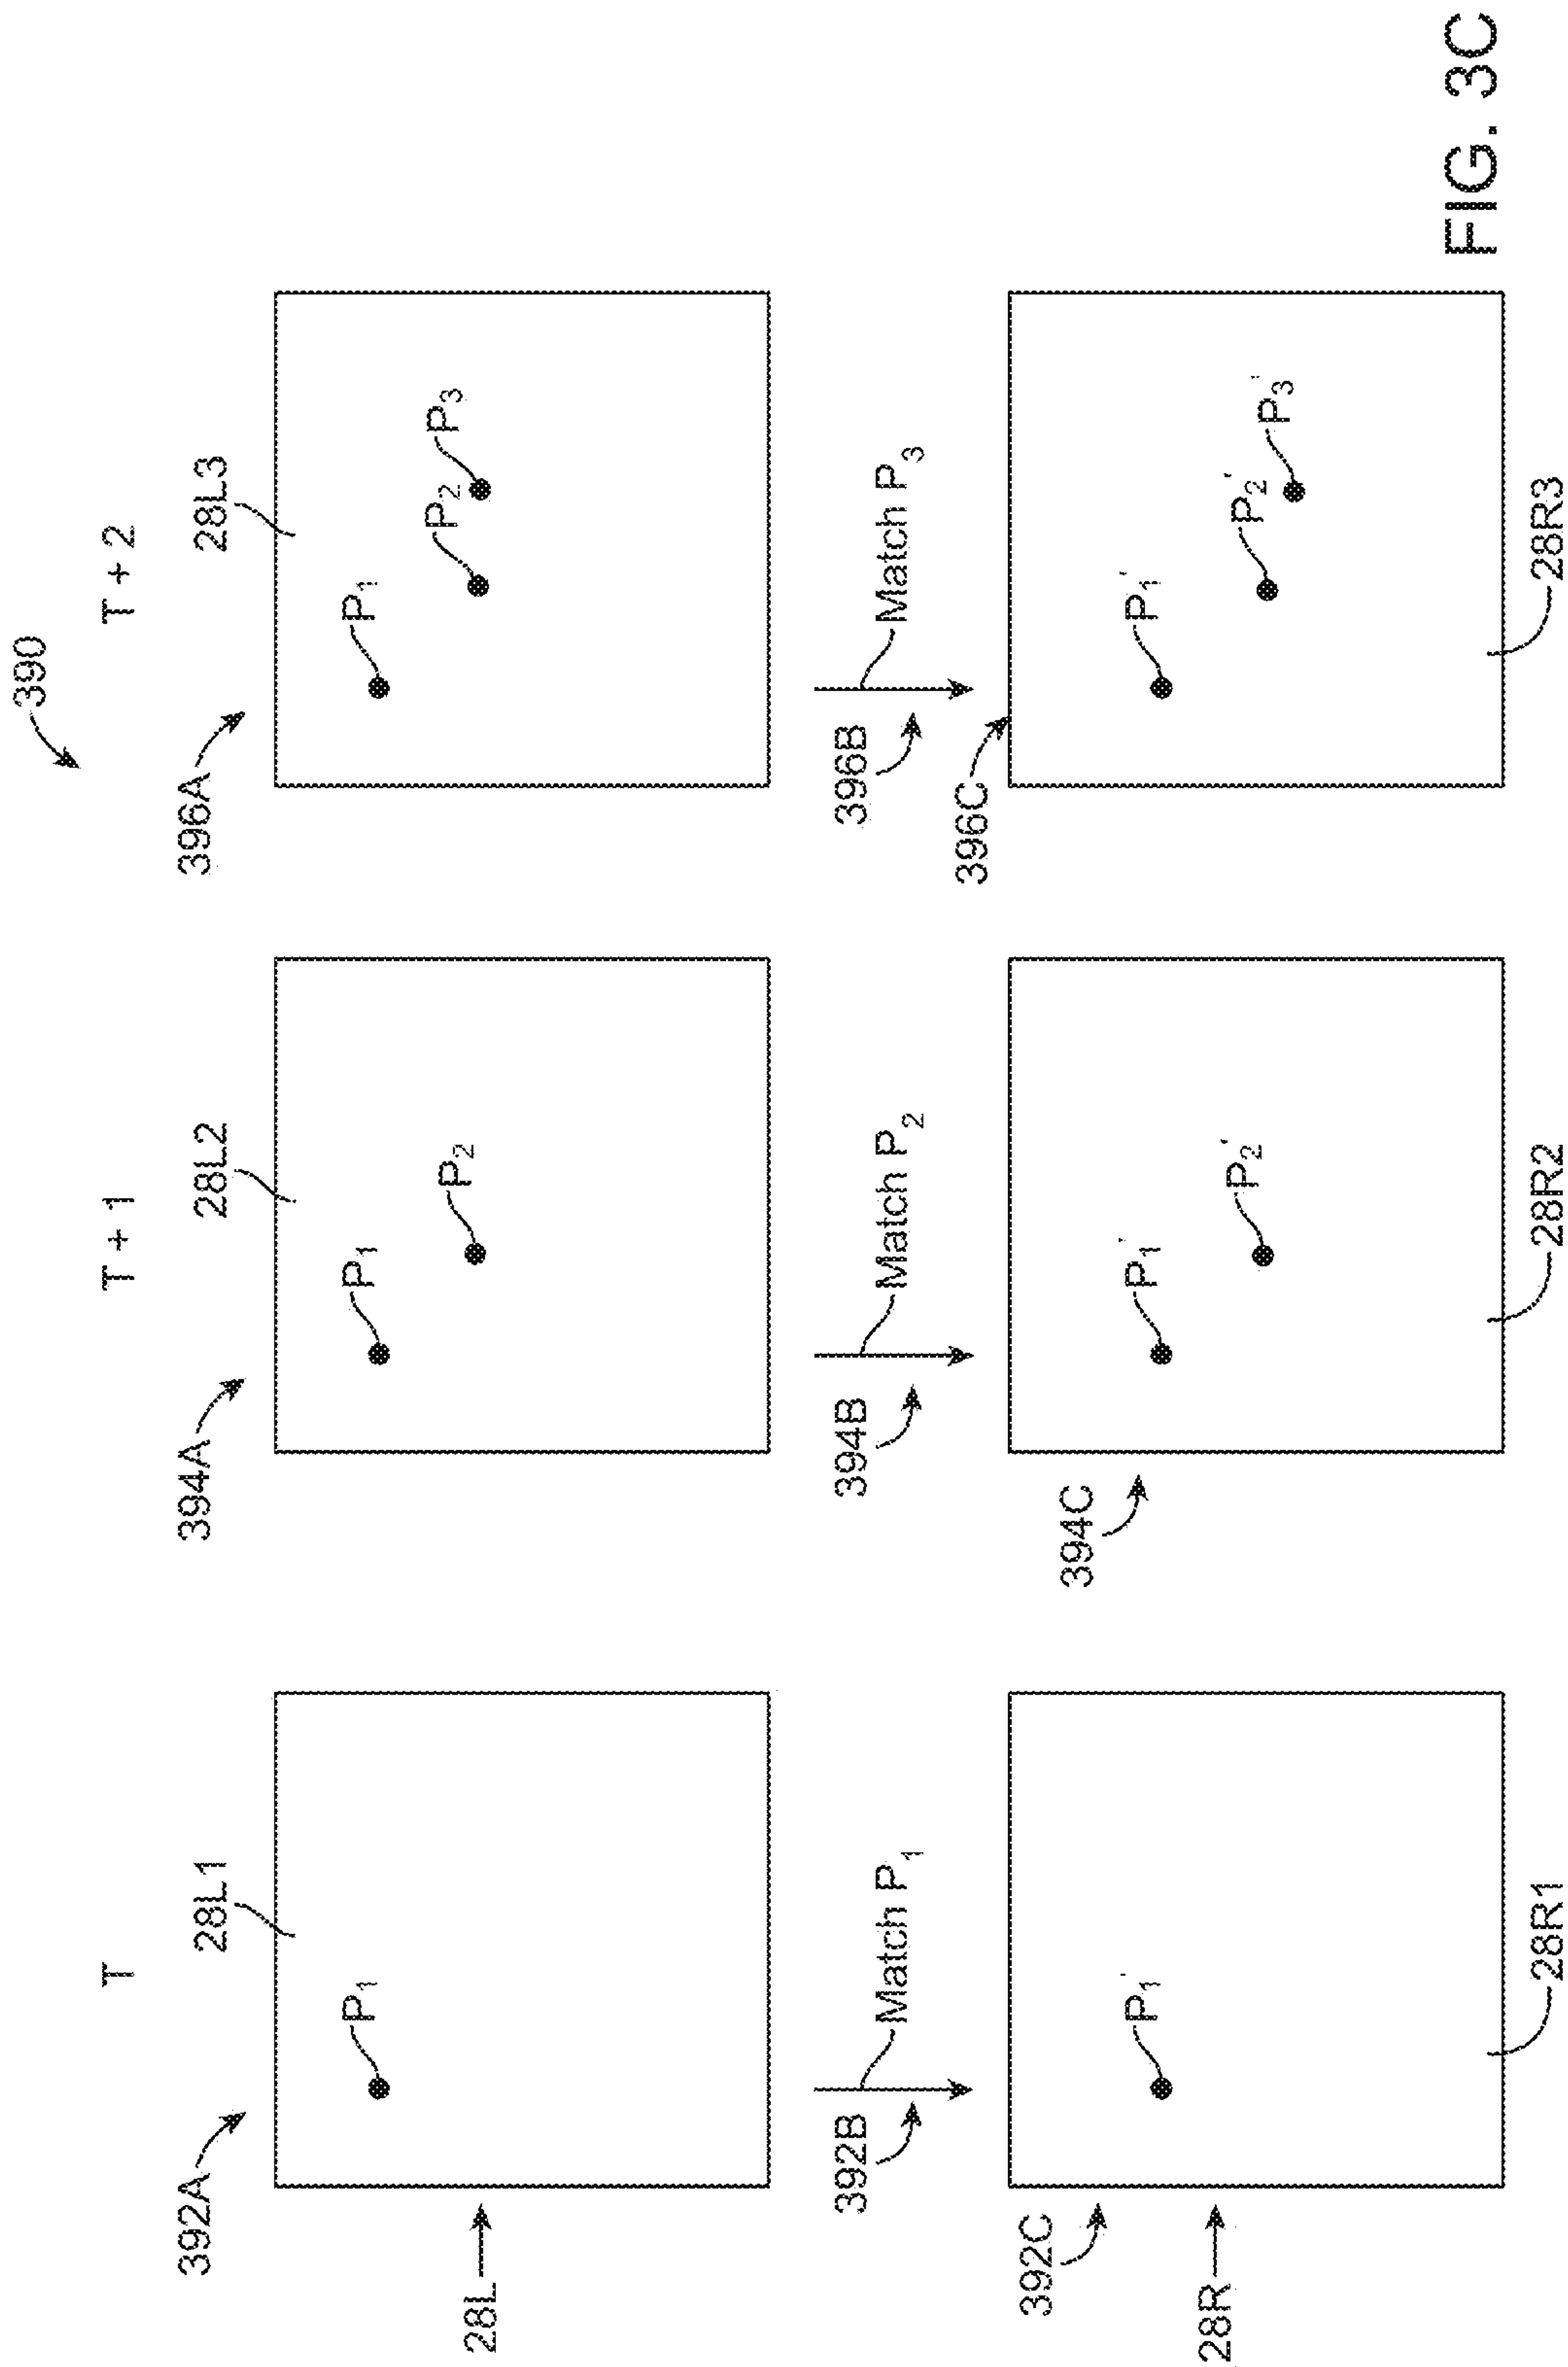 390
T
T + 1
T + 2
392A
28L1
394A
28L2
396A
28L3
28L
P1
P1
P2
P1
P2
P3
392B
Match P1
394B
Match P2
396B
Match P3
392C
394C
396C
28R
P1'
P1'
P2'
P1'
P2'
P3'
28R1
28R2
28R3
FIG. 3C